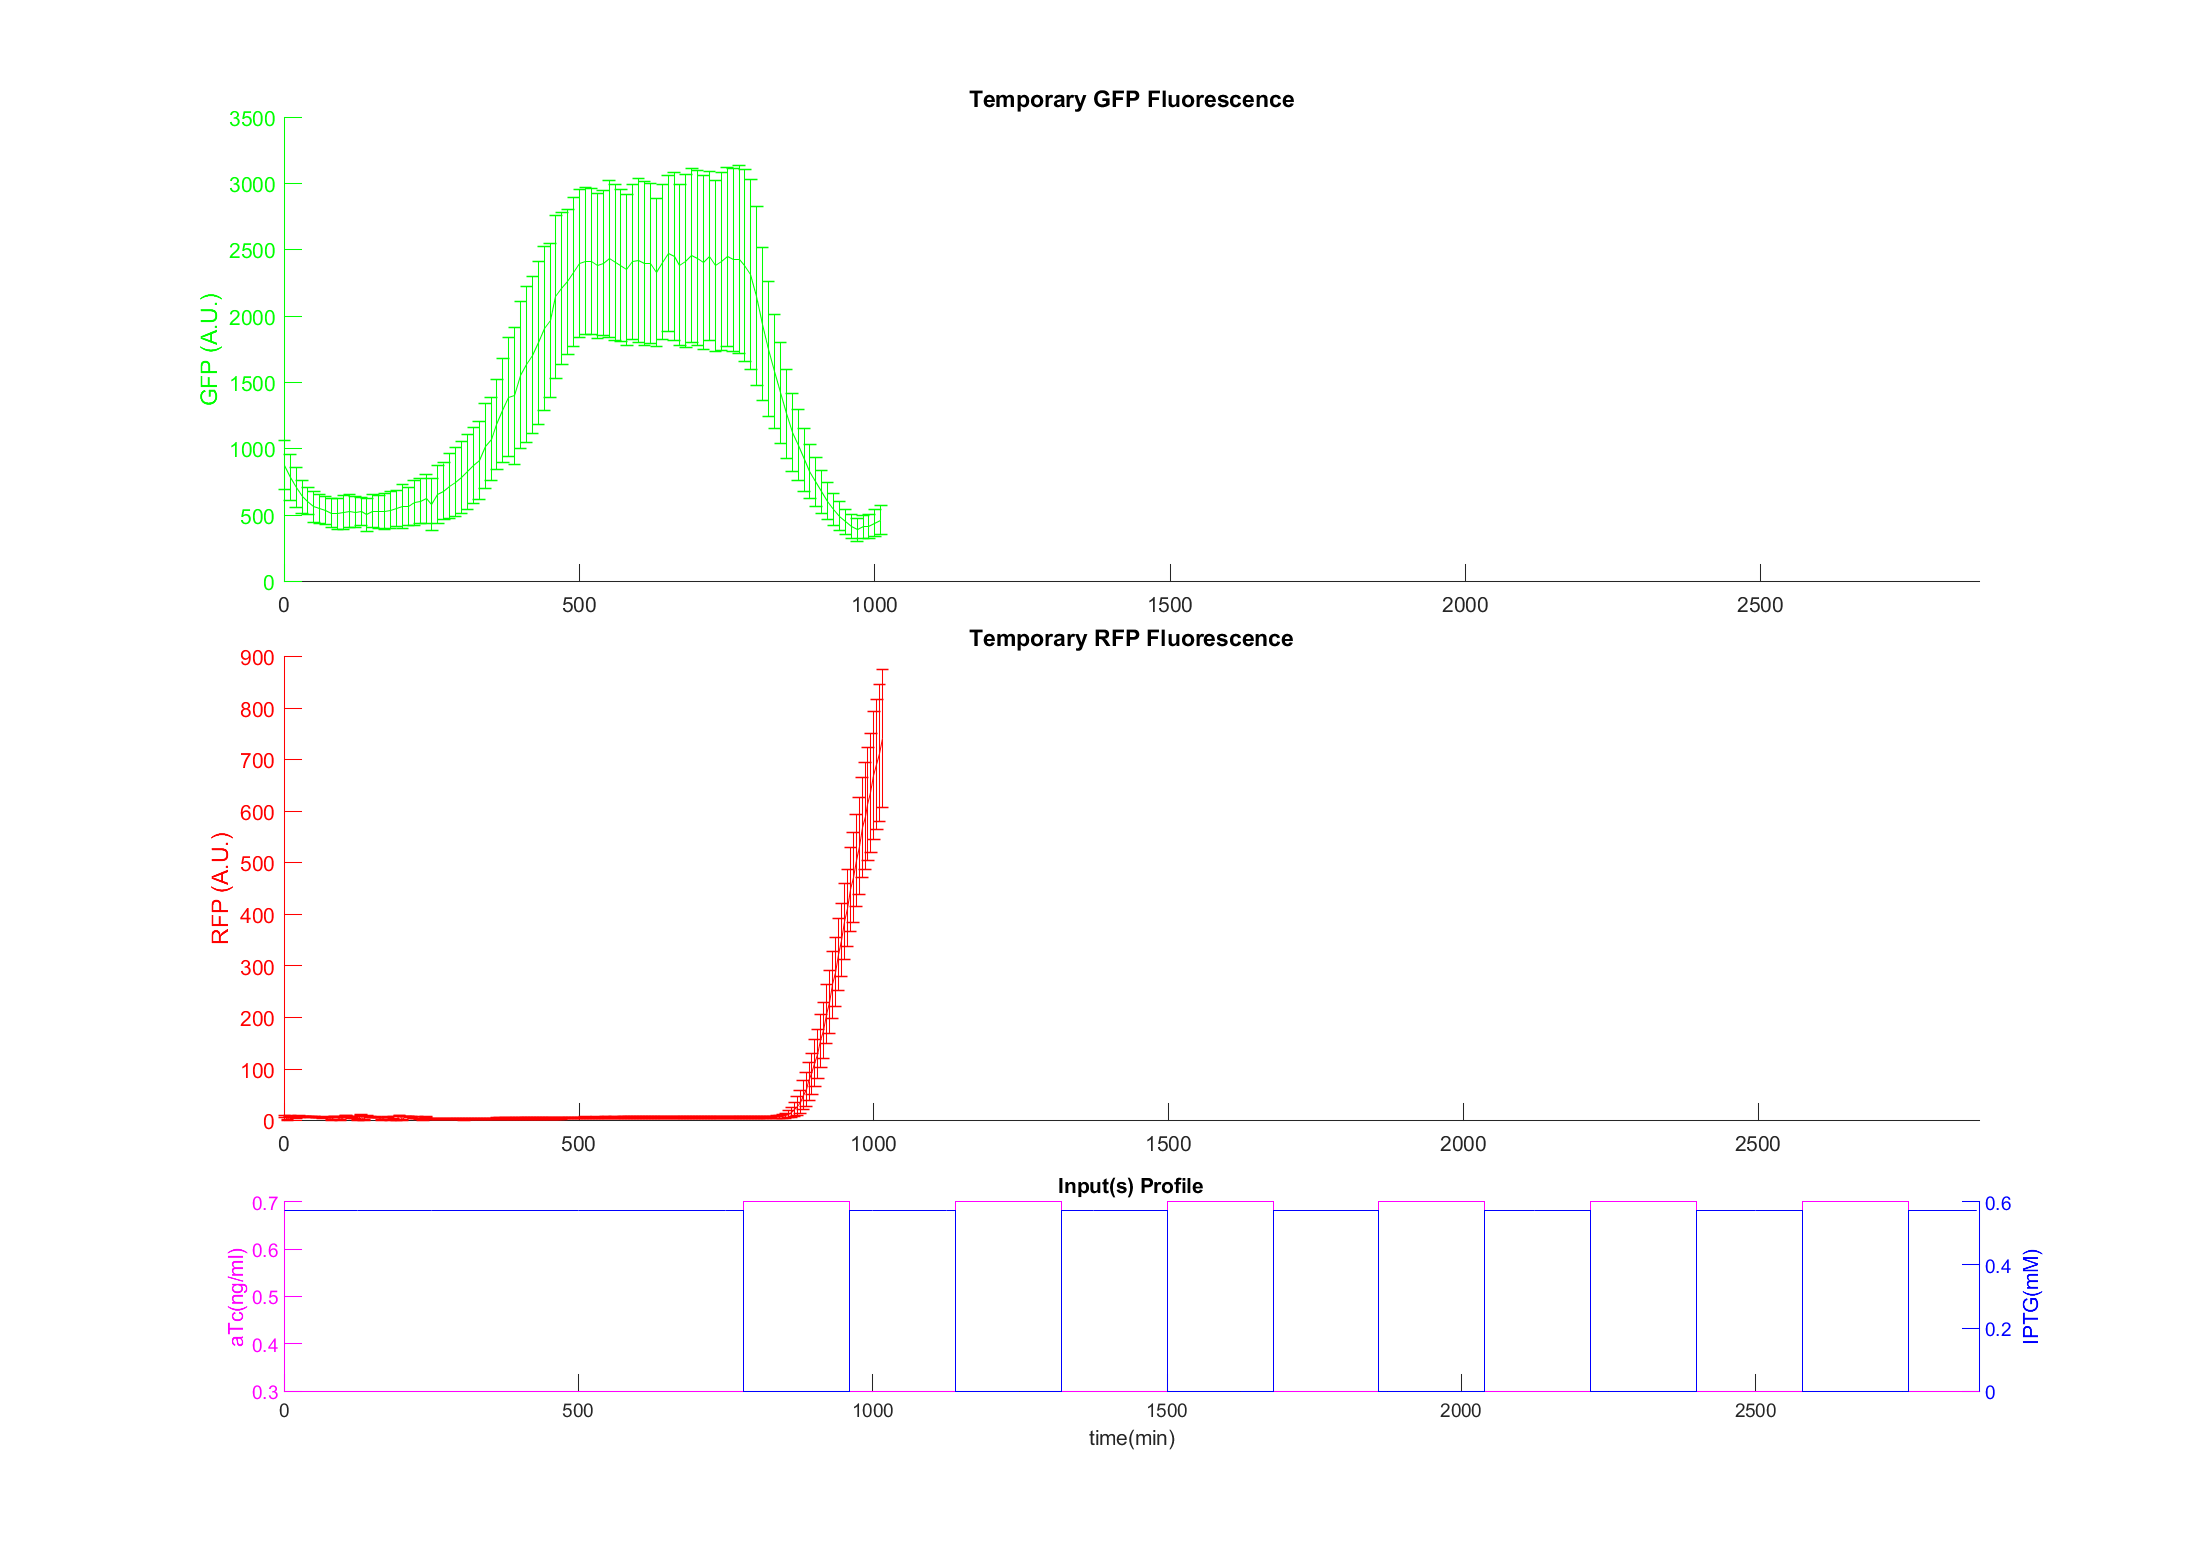 Temporary GFP Fluorescence
GFP (A.U.)
3500
3000
2500
2000
1500
1000
500
0
0 500 1000 1500 2000 2500
Temporary RFP Fluorescence
RFP (A.U.)
900
800
700
600
500
400
300
200
100
0
0 500 1000 1500 2000 2500
Input(s) Profile
aTc(ng/ml)
0.7
0.6
0.5
0.4
0.3
0.6
0.4
0.2
0
IPTG(mM)
0 500 1000 1500 2000 2500
time(min)